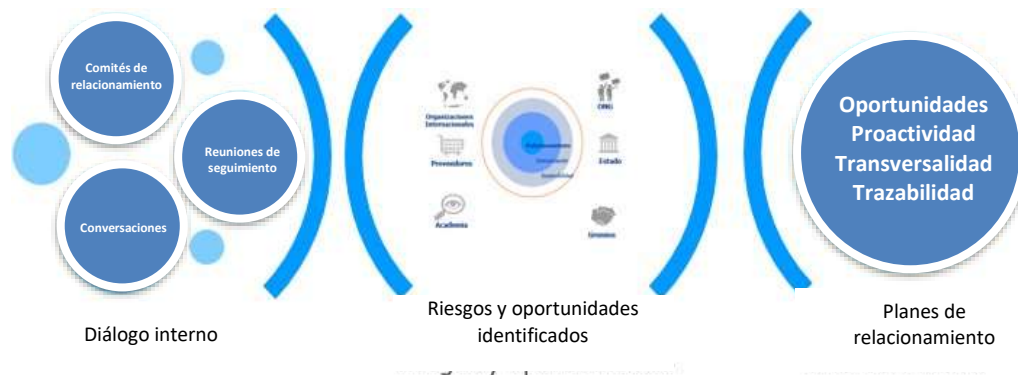 Comités de
relacionamiento
Reuniones de
seguimiento
Conversaciones
Diálogo interno
Organizaciones
Internacionales
Proveedores
Academia
ONG
Estado
Gremios
Riesgos y oportunidades
identificados
Oportunidades
Proactividad
Transversalidad
Trazabilidad
Planes de
relacionamiento